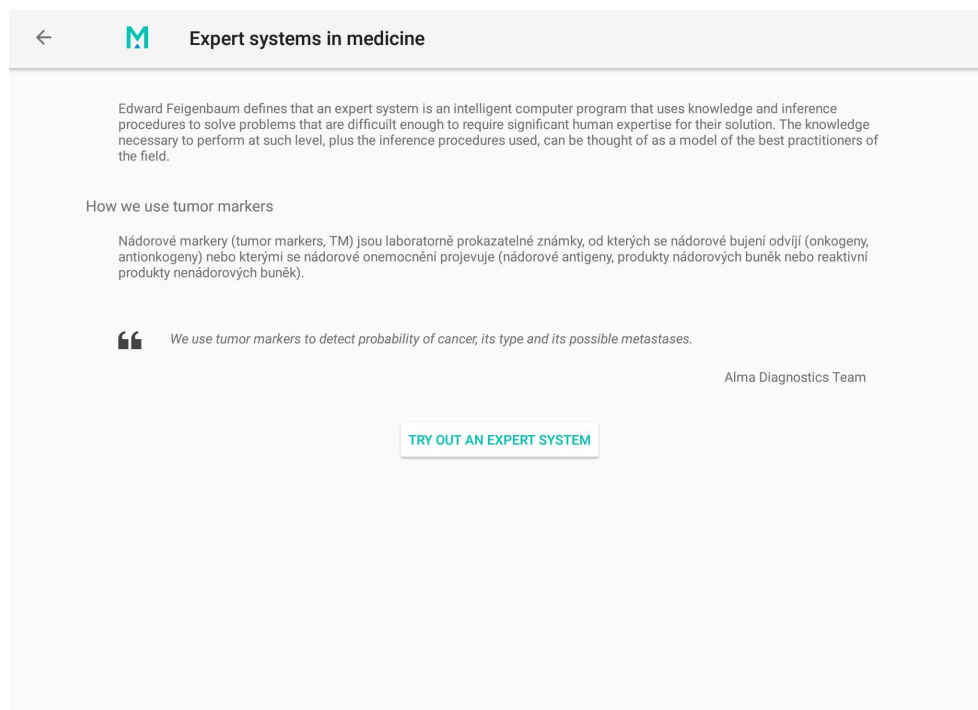 Expert systems in medicine
Edward Feigenbaum defines that an expert system is an intelligent computer program that uses knowledge and inference
procedures to solve problems that are difficuilt enough to require significant human expertise for their solution. The knowledge
necessary to perform at such level, plus the inference procedures used, can be thought of as a model of the best practitioners of
the field.
How we use tumor markers
Nádorové markery (tumor markers, TM) jsou laboratorně prokazatelné známky, od kterých se nádorové bujení odvíjí (onkogeny,
antionkogeny) nebo kterými se nádorové onemocnění projevuje (nádorové antigeny, produkty nádorových buněk nebo reaktivní
produkty nenádorových buněk).
We use tumor markers to detect probability of cancer, its type and its possible metastases.
Alma Diagnostics Team
TRY OUT AN EXPERT SYSTEM